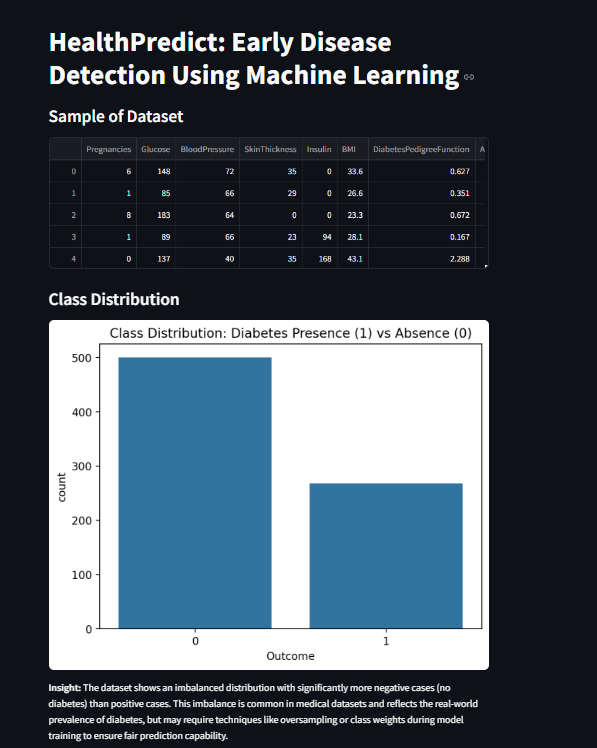 HealthPredict: Early Disease
Detection Using Machine Learning
Sample of Dataset
Pregnancies Glucose BloodPressure SkinThickness Insulin BMI DiabetesPedigreeFunction A
0 6 148 72 35 0 33.6 0.627
1 1 85 66 29 0 26.6 0.351
2 8 183 64 0 0 23.3 0.672
3 1 89 66 23 94 28.1 0.167
4 0 137 40 35 168 43.1 2.288
Class Distribution
Class Distribution: Diabetes Presence (1) vs Absence (0)
500
400
300
200
100
0
count
0 1
Outcome
Insight: The dataset shows an imbalanced distribution with significantly more negative cases (no
diabetes) than positive cases. This imbalance is common in medical datasets and reflects the real-world
prevalence of diabetes, but may require techniques like oversampling or class weights during model
training to ensure fair prediction capability.